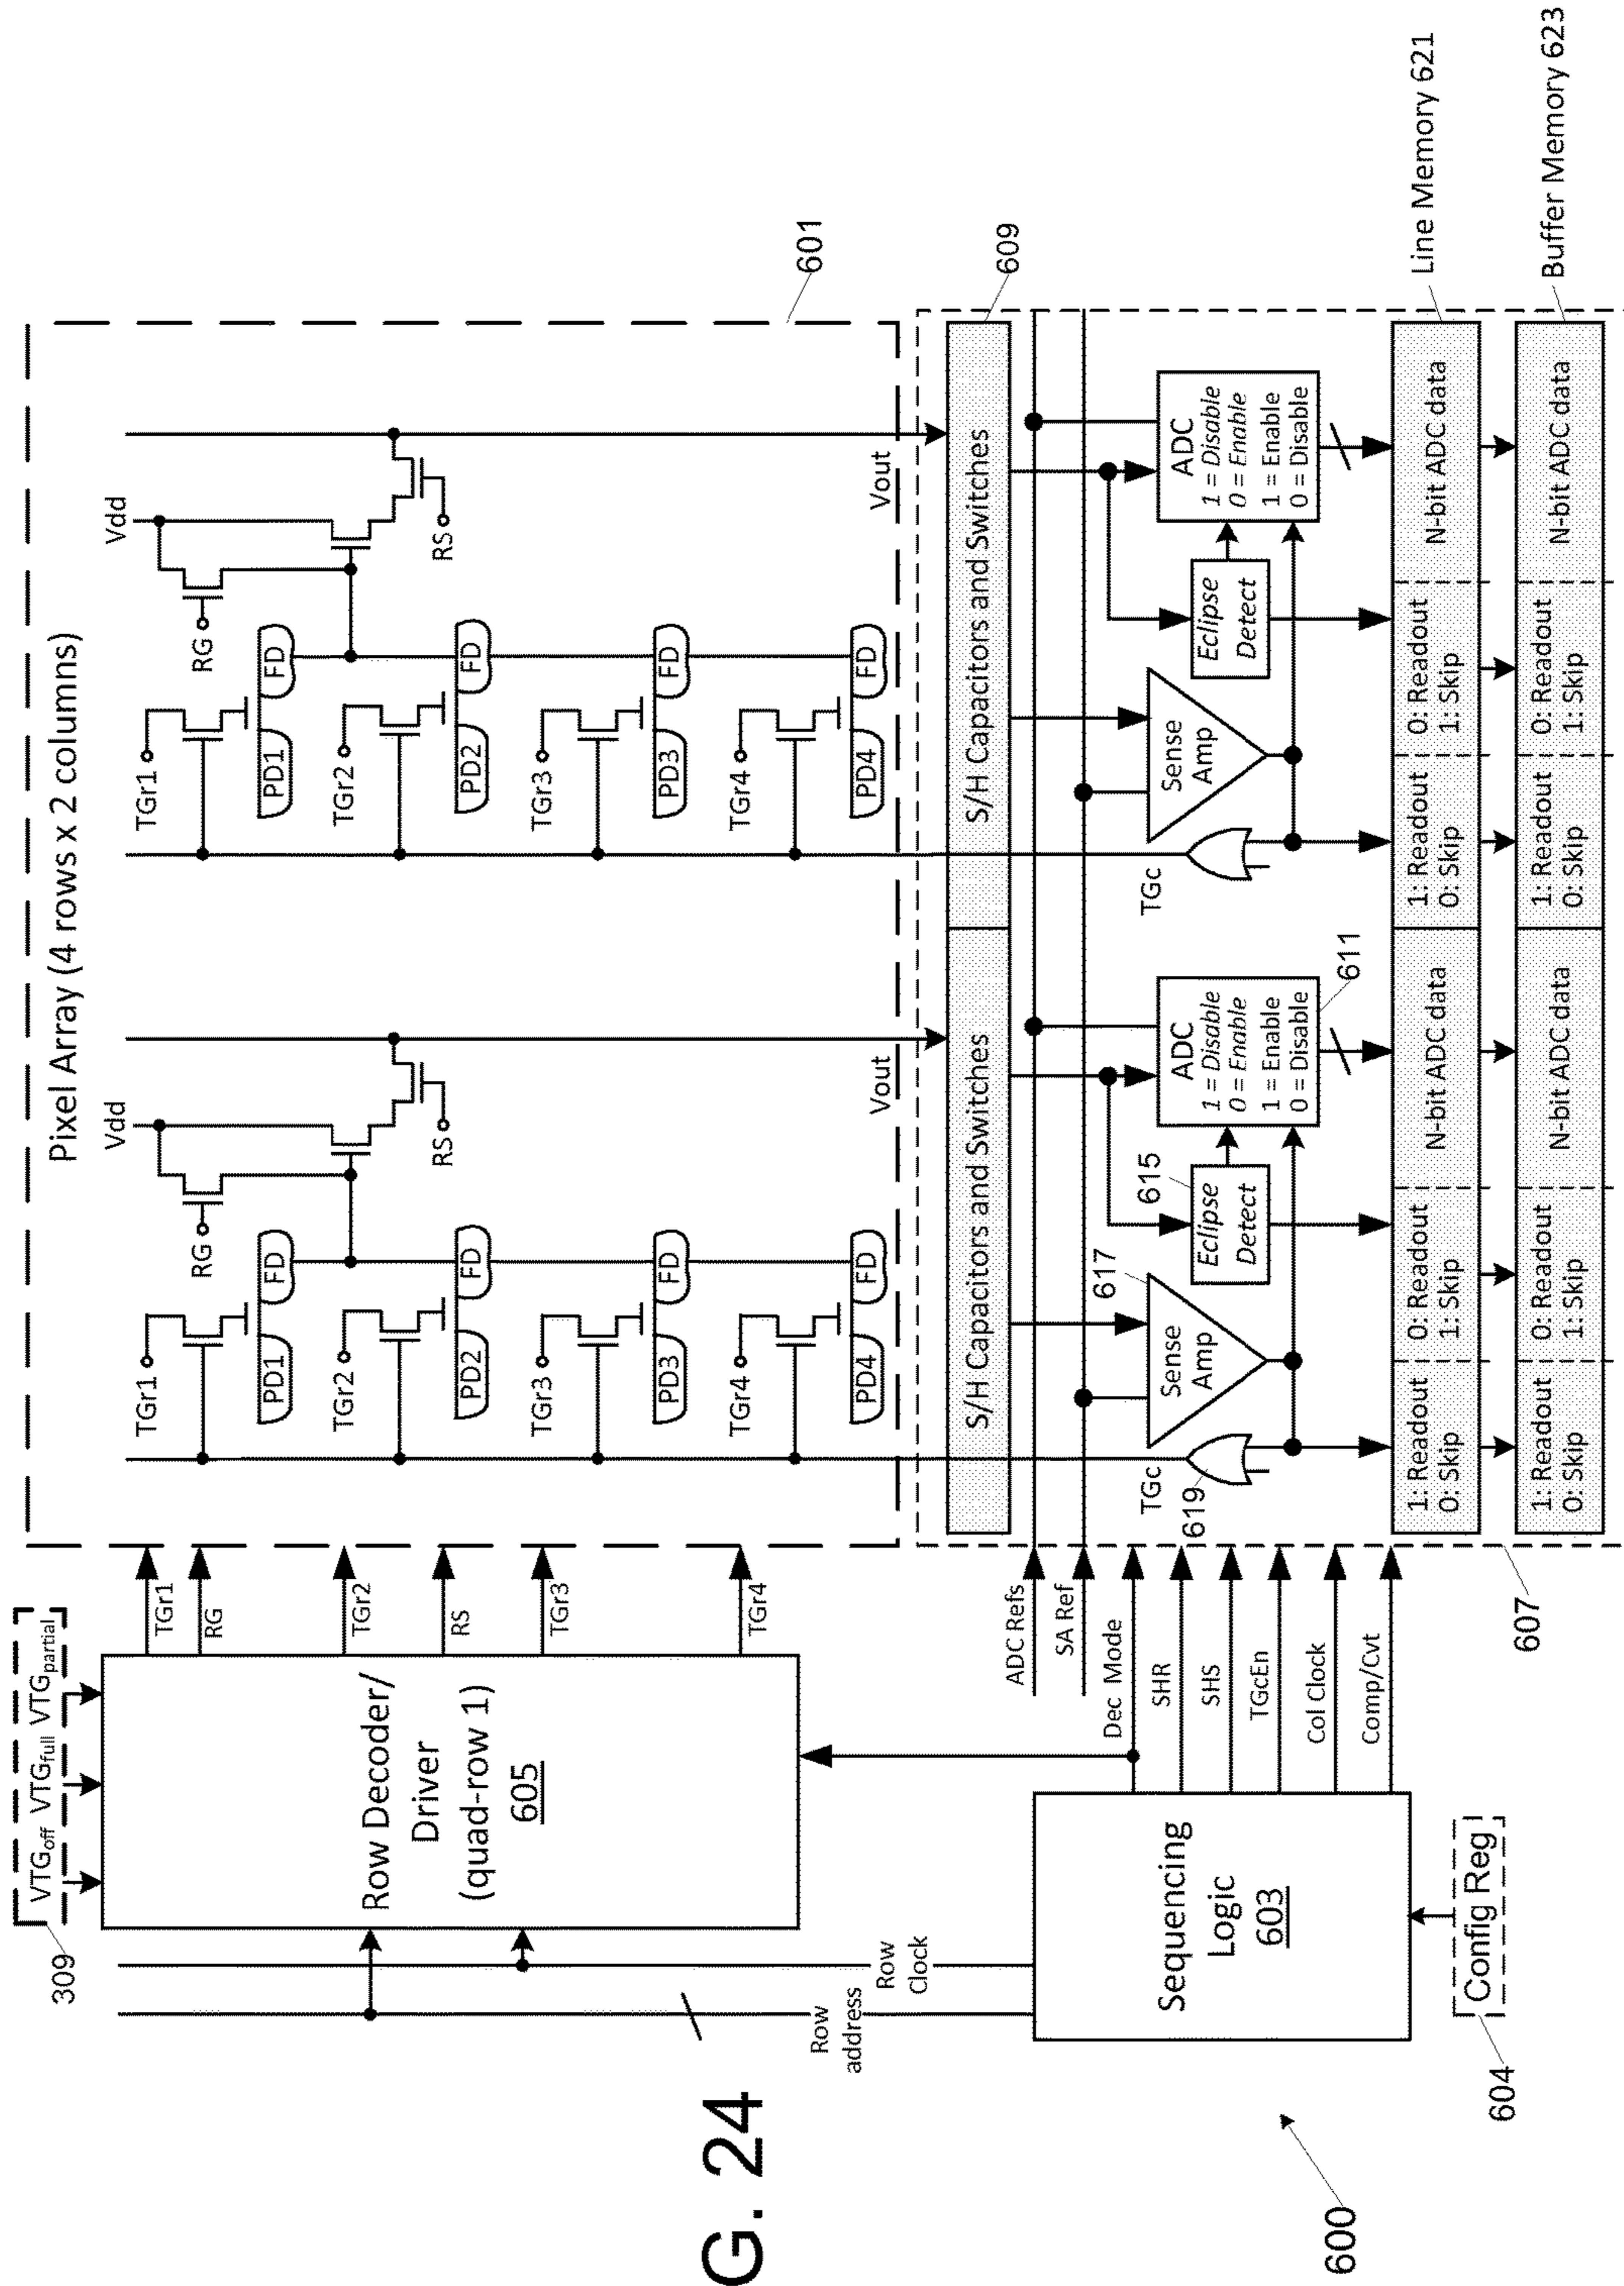 Pixel Array (4 rows x 2 columns)
309
VTGoff VTGfull VTGpartial
Row Decoder/
Driver
(quad-row 1)
605
TGr1
RG
TGr2
RS
TGr3
TGr4
Row
address
Row
Clock
TGr1
TGr2
TGr3
TGr4
PD1
FD
PD2
FD
PD3
FD
PD4
FD
RG
Vdd
RS
Vout
TGr1
TGr2
TGr3
TGr4
PD1
FD
PD2
FD
PD3
FD
PD4
FD
RG
Vdd
RS
Vout
601
Sequencing
Logic
603
Config Reg
604
ADC Refs
SA Ref
Dec Mode
SHR
SHS
TGcEn
Col Clock
Comp/Cvt
607
S/H Capacitors and Switches
S/H Capacitors and Switches
609
TGc
619
Sense
Amp
617
Eclipse
Detect
615
ADC
1 = Disable
0 = Enable
1 = Enable
0 = Disable
611
TGc
Sense
Amp
Eclipse
Detect
ADC
1 = Disable
0 = Enable
1 = Enable
0 = Disable
1: Readout
0: Skip
0: Readout
1: Skip
N-bit ADC data
1: Readout
0: Skip
0: Readout
1: Skip
N-bit ADC data
Line Memory 621
1: Readout
0: Skip
0: Readout
1: Skip
N-bit ADC data
1: Readout
0: Skip
0: Readout
1: Skip
N-bit ADC data
Buffer Memory 623
600
G. 24